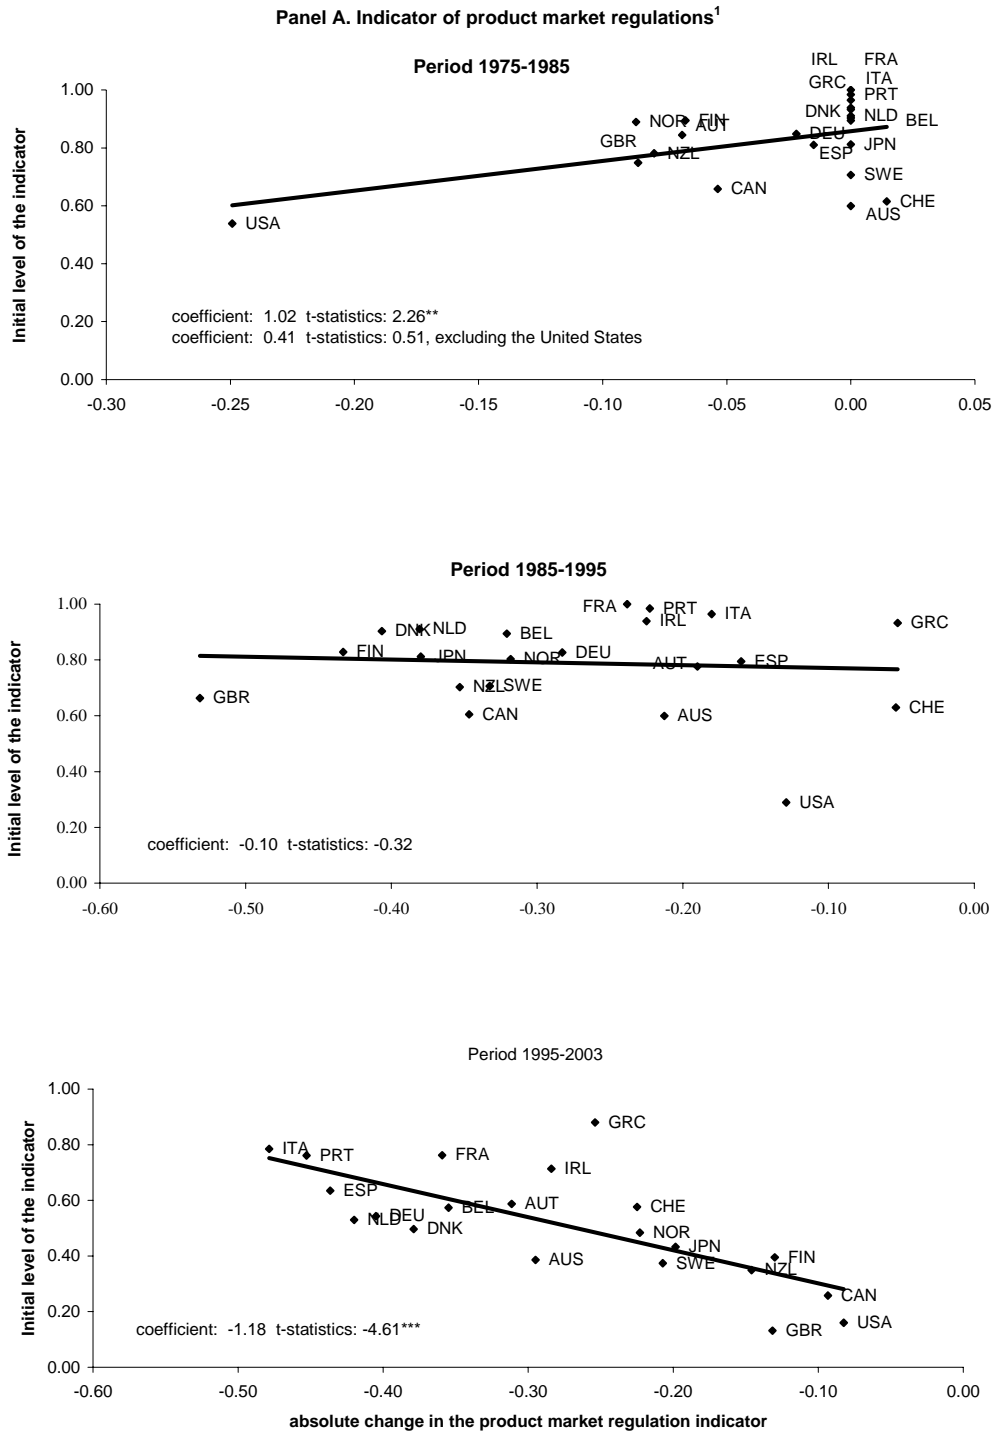 Panel A. Indicator of product market regulations1
Period 1975-1985
Initial level of the indicator
1.00
0.80
0.60
0.40
0.20
0.00
IRL FRA
GRC ITA
PRT
DNK NLD
BEL
NOR FIN
AUT
DEU
GBR
NZL
ESP
JPN
CAN
SWE
CHE
AUS
USA
coefficient: 1.02 t-statistics: 2.26**
coefficient: 0.41 t-statistics: 0.51, excluding the United States
-0.30 -0.25 -0.20 -0.15 -0.10 -0.05 0.00 0.05
Period 1985-1995
Initial level of the indicator
1.00
0.80
0.60
0.40
0.20
0.00
FRA PRT ITA
IRL GRC
DNK NLD BEL
FIN JPN NOR DEU
AUT ESP
NZL SWE
GBR
CAN AUS CHE
USA
coefficient: -0.10 t-statistics: -0.32
-0.60 -0.50 -0.40 -0.30 -0.20 -0.10 0.00
Period 1995-2003
Initial level of the indicator
1.00
0.80
0.60
0.40
0.20
0.00
GRC
ITA PRT FRA
IRL
ESP
BEL AUT CHE
NLD DEU
DNK NOR
JPN
AUS SWE FIN
NZL
CAN
GBR USA
coefficient: -1.18 t-statistics: -4.61***
-0.60 -0.50 -0.40 -0.30 -0.20 -0.10 0.00
absolute change in the product market regulation indicator